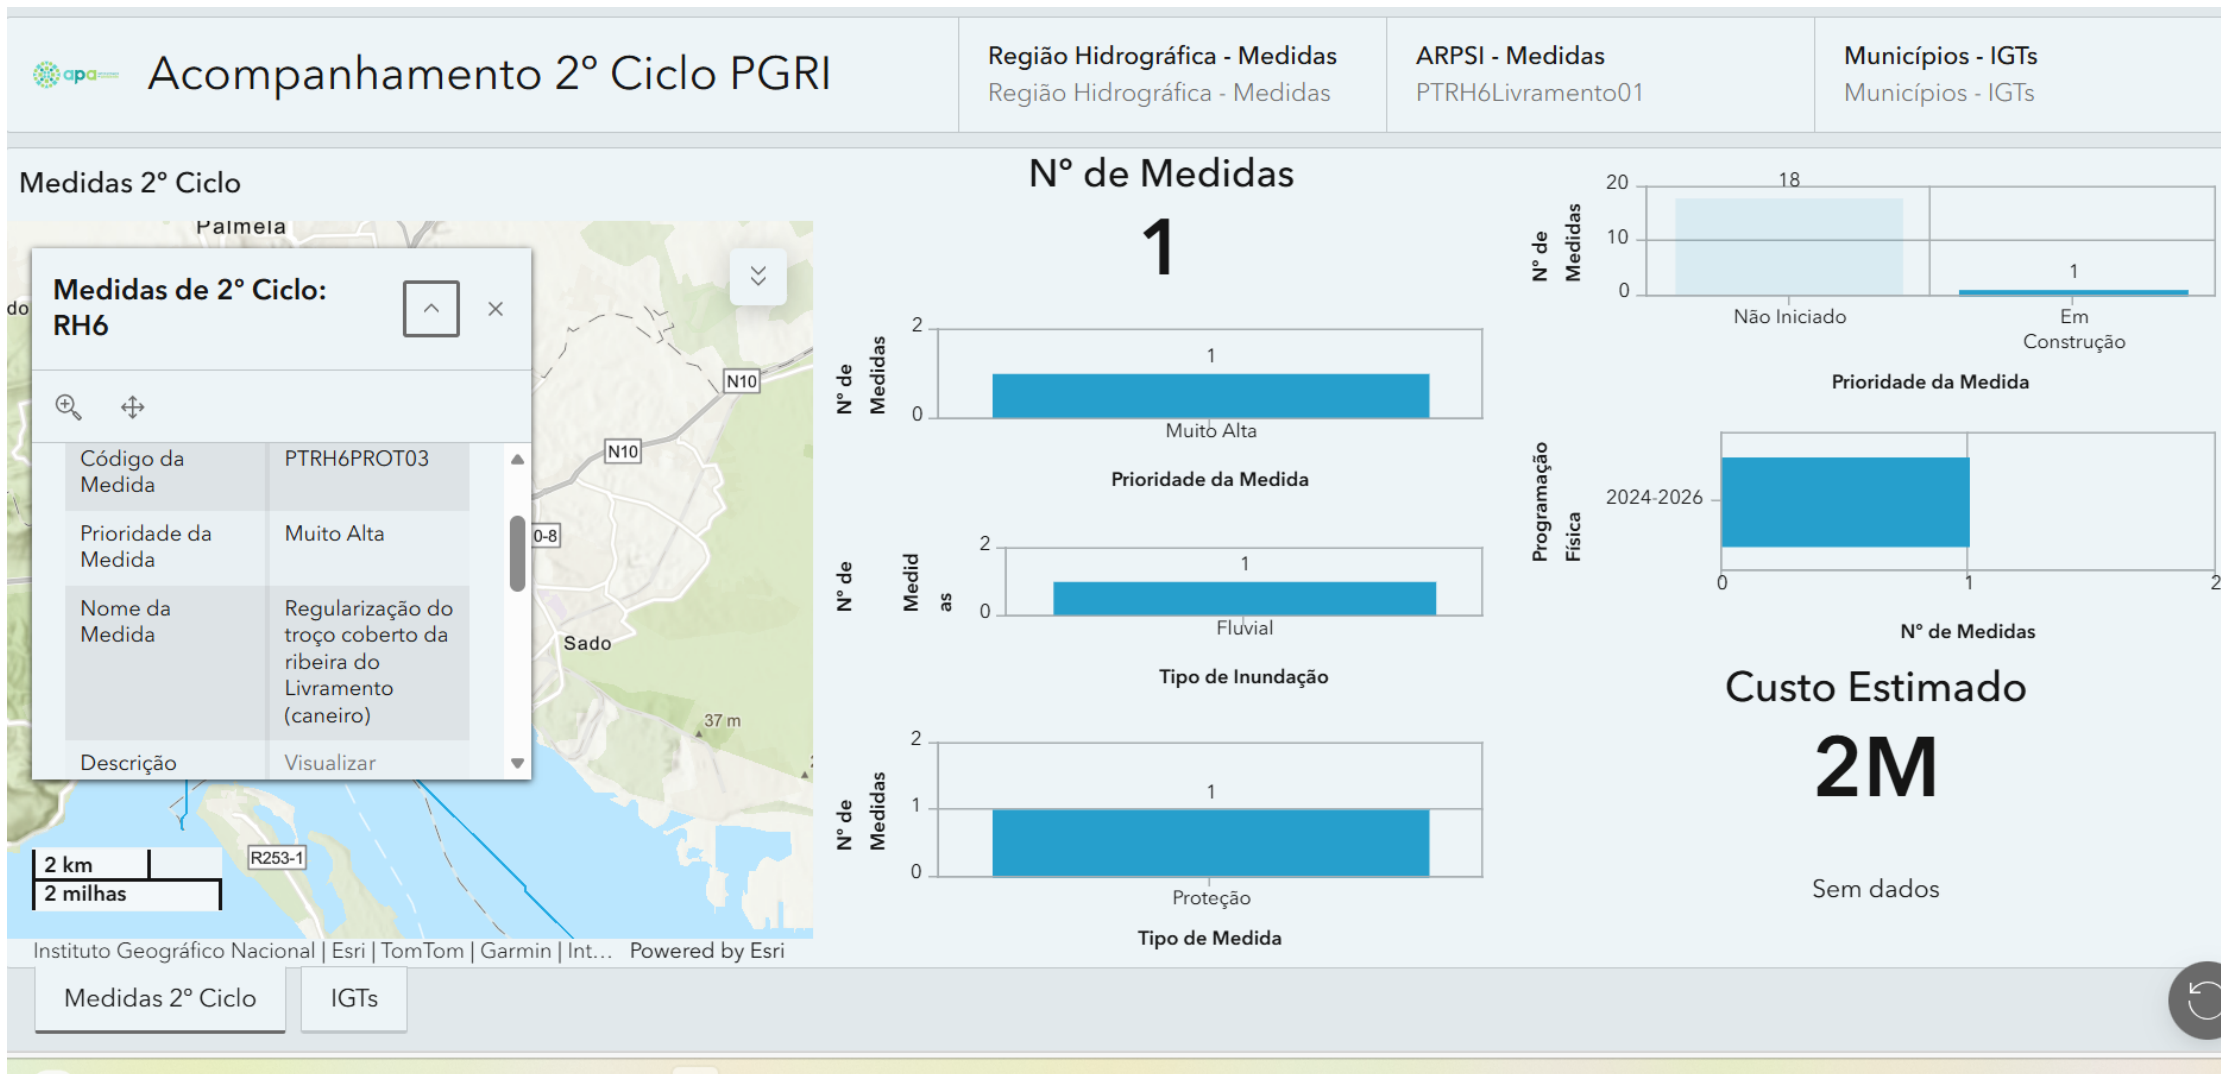 apa
Acompanhamento 2º Ciclo PGRI
Região Hidrográfica - Medidas
Região Hidrográfica - Medidas
ARPSI - Medidas
PTRH6Livramento01
Municípios - IGTs
Municípios - IGTs
Medidas 2º Ciclo
Palmela
do
Medidas de 2º Ciclo:
RH6
Código da
Medida
PTRH6PROT03
Prioridade da
Medida
Muito Alta
Nome da
Medida
Regularização do
troço coberto da
ribeira do
Livramento
(caneiro)
Descrição
Visualizar
N10
N10
0-8
Sado
37 m
R253-1
2 km
2 milhas
Instituto Geográfico Nacional | Esri | TomTom | Garmin | Int... Powered by Esri
Nº de Medidas
1
Nº de
Medidas
2
0
1
Muito Alta
Prioridade da Medida
Nº de
Medid
as
2
0
1
Fluvial
Tipo de Inundação
Nº de
Medidas
2
1
0
1
Proteção
Tipo de Medida
Nº de
Medidas
20
10
0
18
1
Não Iniciado
Em
Construção
Prioridade da Medida
Programação
Física
2024-2026
0
1
2
Nº de Medidas
Custo Estimado
2M
Sem dados
Medidas 2º Ciclo
IGTs